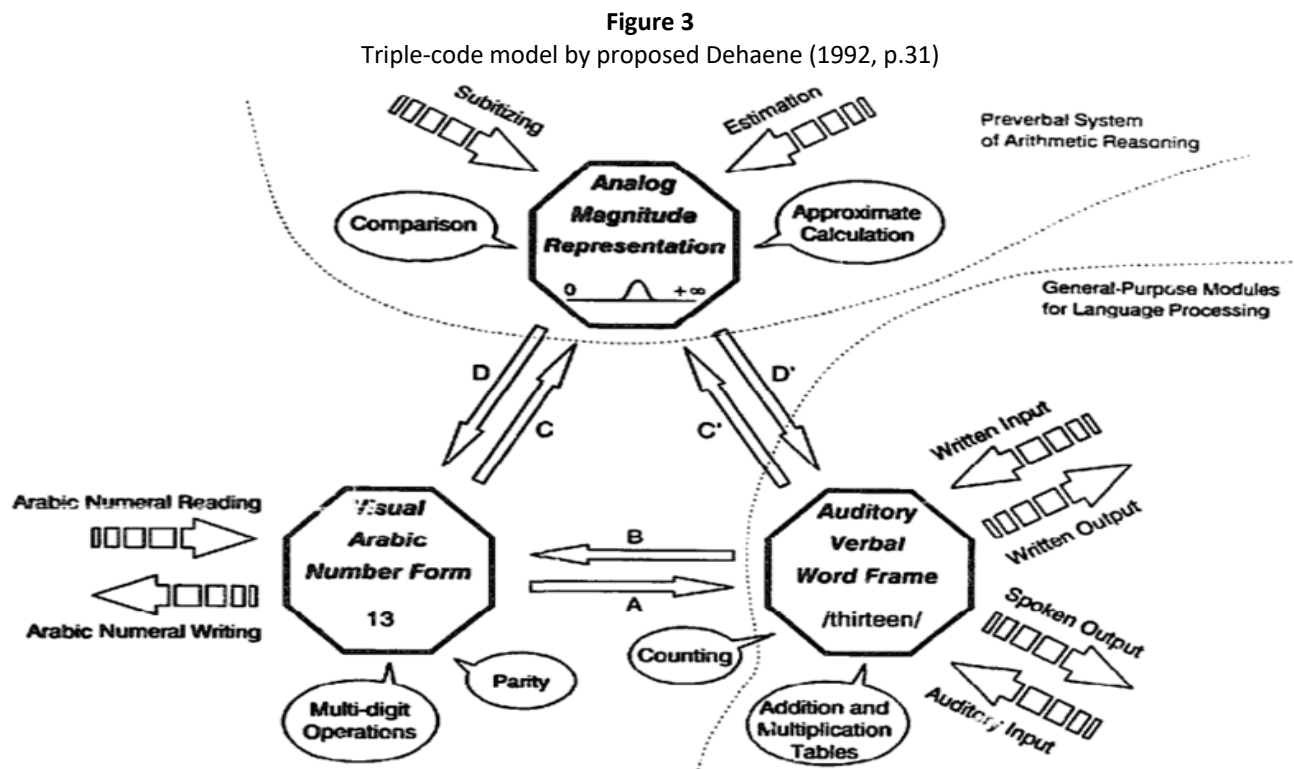 Figure 3
Triple-code model by proposed Dehaene (1992, p.31)
Subitizing
Estimation
Preverbal System
of Arithmetic Reasoning
Analog
Magnitude
Representation
0 +∞
Comparison
Approximate
Calculation
General-Purpose Modules
for Language Processing
D
C
D'
C'
Written Input
Written Output
Arabic Numeral Reading
Arabic Numeral Writing
Visual
Arabic
Number Form
13
B
A
Auditory
Verbal
Word Frame
/thirteen/
Spoken Output
Auditory Input
Counting
Parity
Multi-digit
Operations
Addition and
Multiplication
Tables